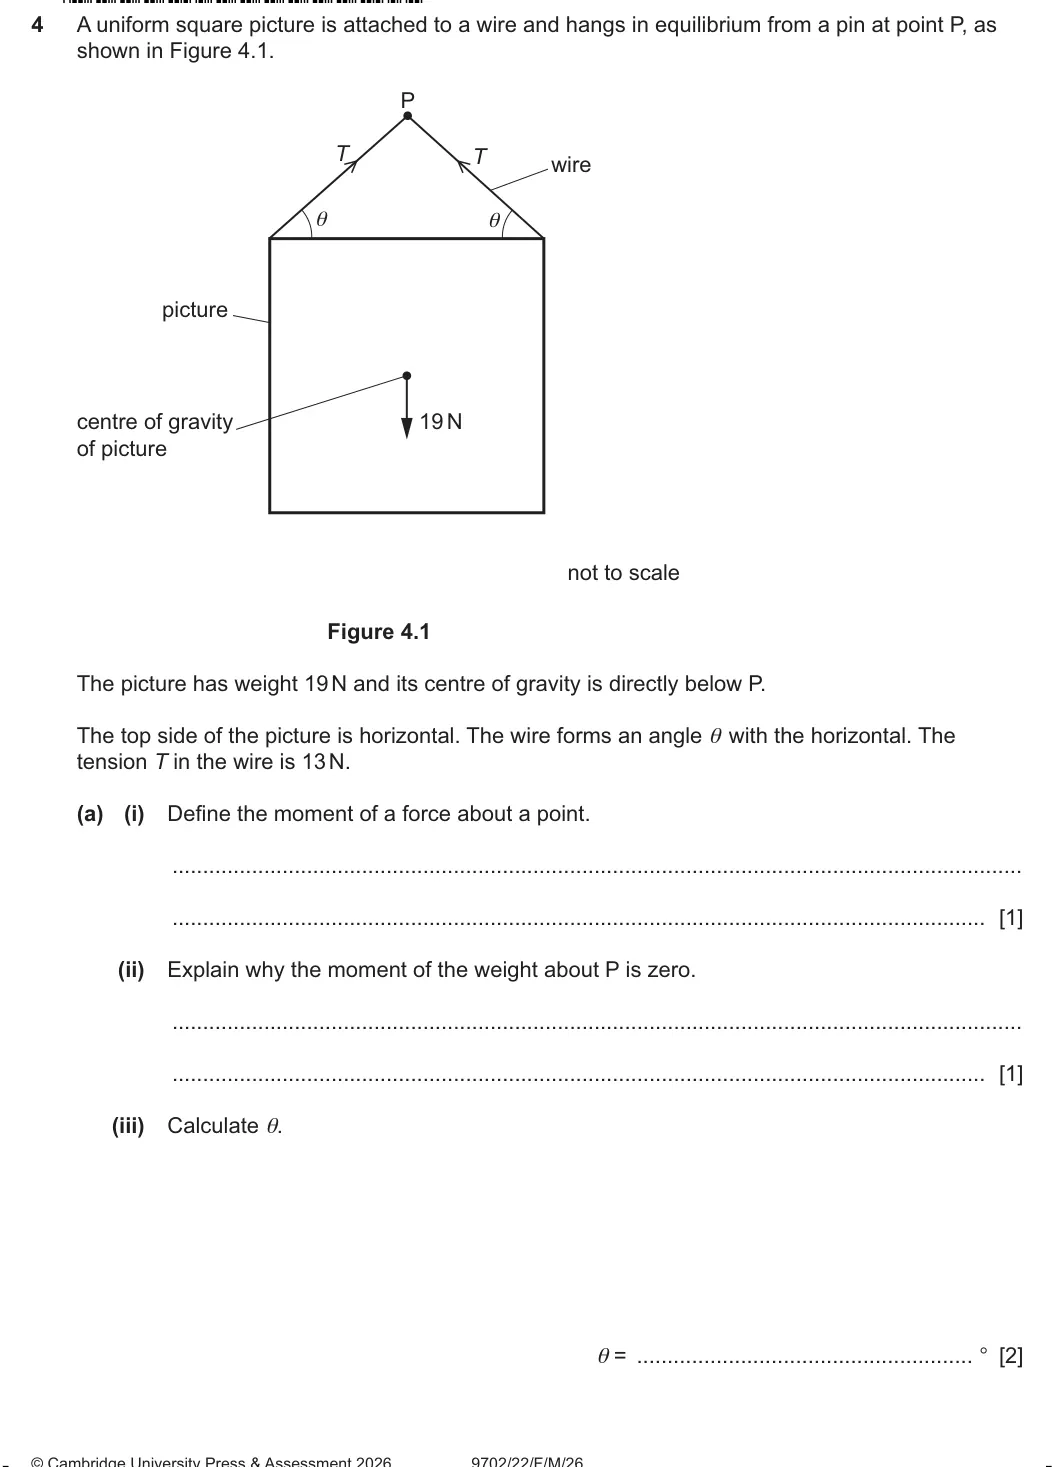 4 A uniform square picture is attached to a wire and hangs in equilibrium from a pin at point P, as
shown in Figure 4.1.
P
T
T
wire
θ
θ
picture
centre of gravity
of picture
19 N
not to scale
Figure 4.1
The picture has weight 19 N and its centre of gravity is directly below P.
The top side of the picture is horizontal. The wire forms an angle θ with the horizontal. The
tension T in the wire is 13 N.
(a) (i) Define the moment of a force about a point.
..........................................................................................................................................
.................................................................................................................................... [1]
(ii) Explain why the moment of the weight about P is zero.
..........................................................................................................................................
.................................................................................................................................... [1]
(iii) Calculate θ.
θ = ...................................................... ° [2]
© Cambridge University Press & Assessment 2026 9702/22/F/M/26